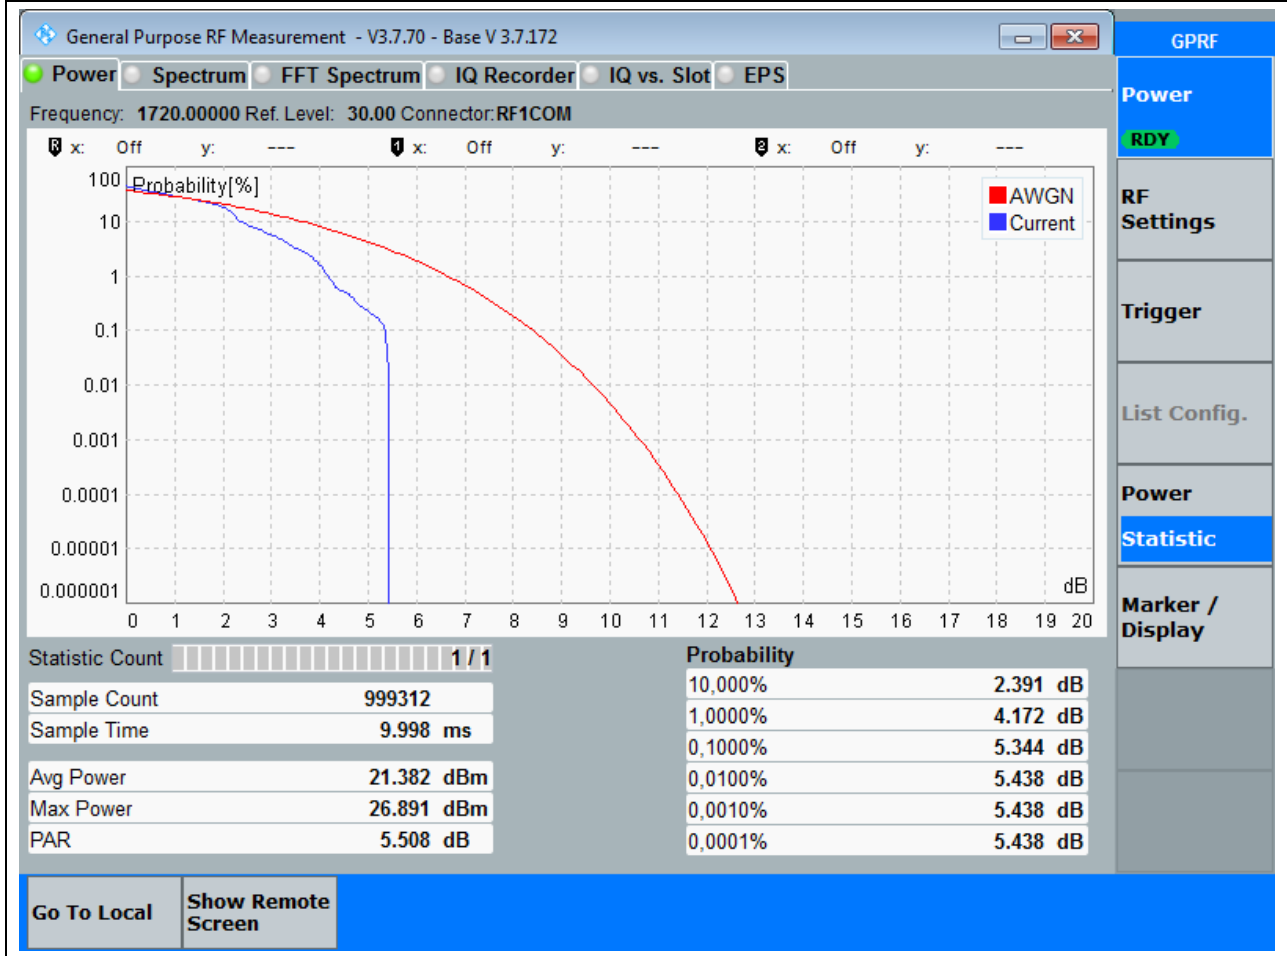 General Purpose RF Measurement - V3.7.70 - Base V 3.7.172
GPRF
Power Spectrum FFT Spectrum IQ Recorder IQ vs. Slot EPS
Frequency: 1720.00000 Ref. Level: 30.00 Connector: RF1COM
R x: Off y: --- 1 x: Off y: --- 2 x: Off y: ---
Probability[%]
AWGN
Current
100
10
1
0.1
0.01
0.001
0.0001
0.00001
0.000001
dB
0 1 2 3 4 5 6 7 8 9 10 11 12 13 14 15 16 17 18 19 20
Statistic Count 1 / 1
Sample Count 999312
Sample Time 9.998 ms
Avg Power 21.382 dBm
Max Power 26.891 dBm
PAR 5.508 dB
Probability
10,000% 2.391 dB
1,0000% 4.172 dB
0,1000% 5.344 dB
0,0100% 5.438 dB
0,0010% 5.438 dB
0,0001% 5.438 dB
Power
RDY
RF
Settings
Trigger
List Config.
Power
Statistic
Marker /
Display
Go To Local
Show Remote
Screen